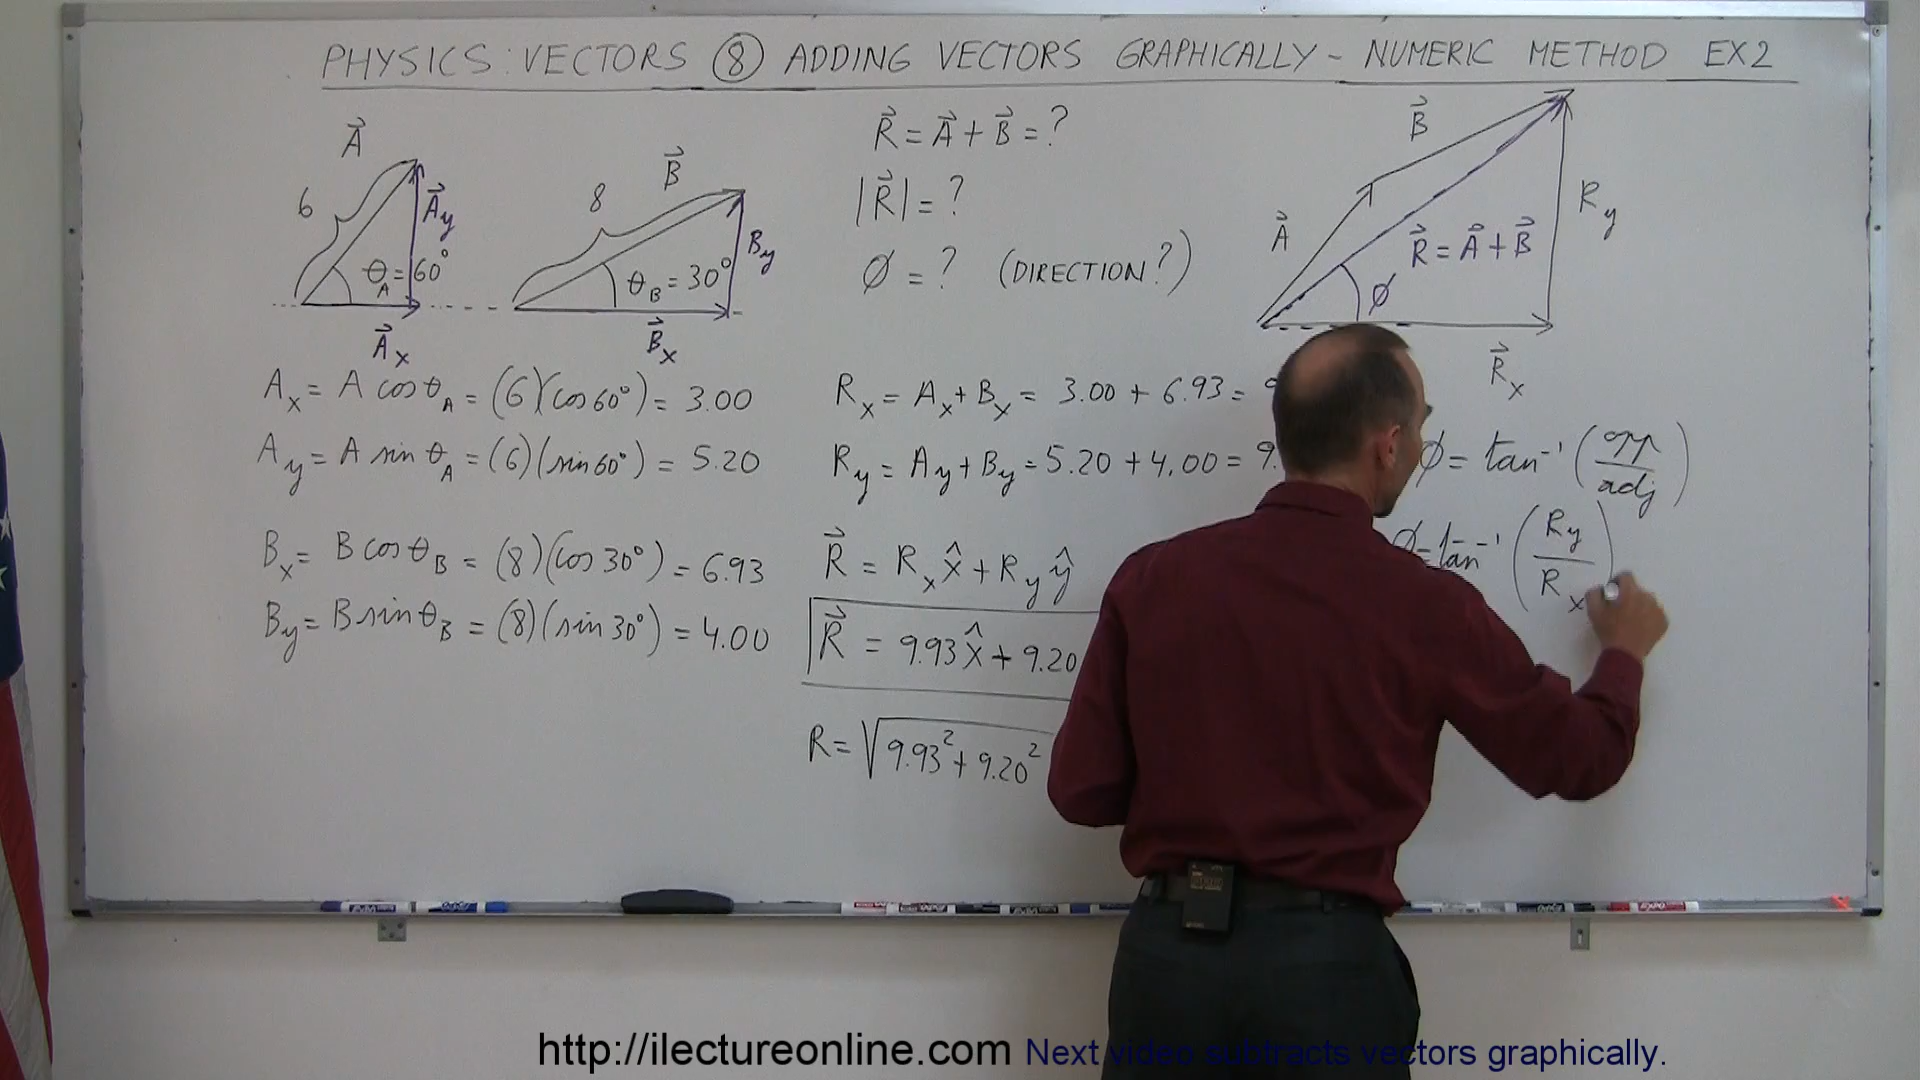 PHYSICS: VECTORS ⑧ ADDING VECTORS GRAPHICALLY - NUMERIC METHOD EX2
A⃗
6
A⃗y
θA = 60°
A⃗x
B⃗
8
By
θB = 30°
B⃗x
R⃗ = A⃗ + B⃗ = ?
|R⃗| = ?
Ø = ? (DIRECTION?)
B⃗
A⃗
Ry
R⃗ = A⃗ + B⃗
Ø
R⃗x
Ax = A cos θA = (6)(cos 60°) = 3.00
Ay = A sin θA = (6)(sin 60°) = 5.20
Bx = B cos θB = (8)(cos 30°) = 6.93
By = B sin θB = (8)(sin 30°) = 4.00
Rx = Ax + Bx = 3.00 + 6.93 =
Ry = Ay + By = 5.20 + 4.00 = 9.
R⃗ = Rx x̂ + Ry ŷ
R⃗ = 9.93 x̂ + 9.20
R = √9.93² + 9.20²
Ø = tan⁻¹ (opp/adj)
Ø = tan⁻¹ (Ry/Rx)
http://ilectureonline.com Next video subtracts vectors graphically.